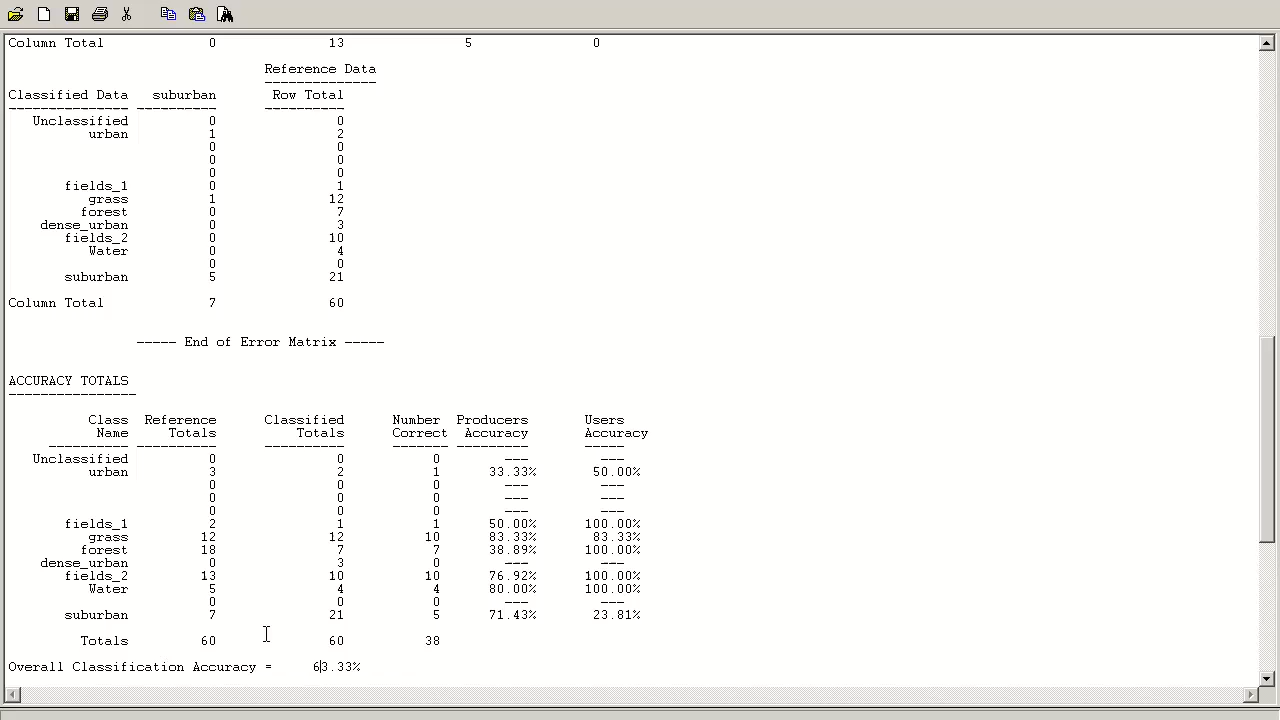 Column Total 0 13 5 0
Reference Data
--------------
Classified Data suburban Row Total
--------------- ---------- ----------
Unclassified 0 0
urban 1 2
0 0
0 0
0 0
fields_1 0 1
grass 1 12
forest 0 7
dense_urban 0 3
fields_2 0 10
Water 0 4
0 0
suburban 5 21
Column Total 7 60
----- End of Error Matrix -----
ACCURACY TOTALS
----------------
Class Reference Classified Number Producers Users
Name Totals Totals Correct Accuracy Accuracy
---------- ---------- ---------- ------- --------- -----
Unclassified 0 0 0 --- ---
urban 3 2 1 33.33% 50.00%
0 0 0 --- ---
0 0 0 --- ---
0 0 0 --- ---
fields_1 2 1 1 50.00% 100.00%
grass 12 12 10 83.33% 83.33%
forest 18 7 7 38.89% 100.00%
dense_urban 0 3 0 --- ---
fields_2 13 10 10 76.92% 100.00%
Water 5 4 4 80.00% 100.00%
0 0 0 --- ---
suburban 7 21 5 71.43% 23.81%
Totals 60 60 38
Overall Classification Accuracy = 63.33%